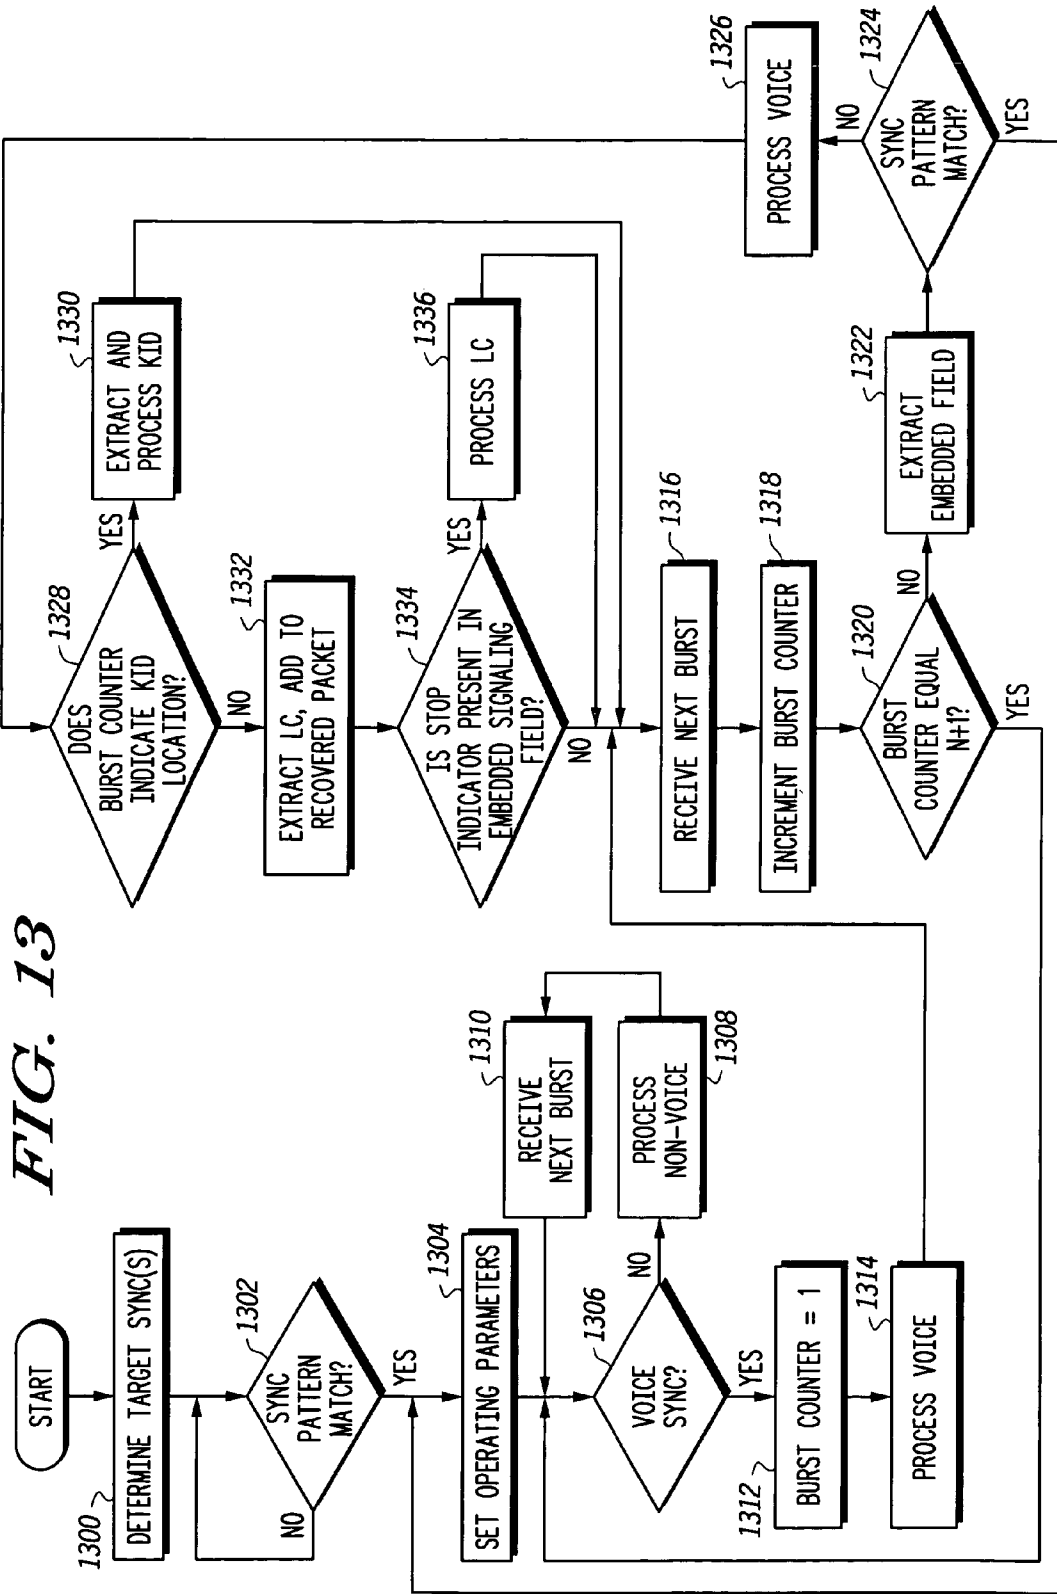 FIG. 13
START
1300
DETERMINE TARGET SYNC(S)
1302
SYNC
PATTERN
MATCH?
NO
YES
1304
SET OPERATING PARAMETERS
1306
VOICE
SYNC?
NO
YES
1308
PROCESS
NON-VOICE
1310
RECEIVE
NEXT BURST
1312
BURST COUNTER = 1
1314
PROCESS VOICE
1328
DOES
BURST COUNTER
INDICATE KID
LOCATION?
YES
NO
1330
EXTRACT AND
PROCESS KID
1332
EXTRACT LC, ADD TO
RECOVERED PACKET
1334
IS STOP
INDICATOR PRESENT IN
EMBEDDED SIGNALING
FIELD?
YES
NO
1336
PROCESS LC
1316
RECEIVE NEXT BURST
1318
INCREMENT BURST COUNTER
1320
BURST
COUNTER EQUAL
N+1?
NO
YES
1322
EXTRACT
EMBEDDED FIELD
1324
SYNC
PATTERN
MATCH?
NO
YES
1326
PROCESS VOICE